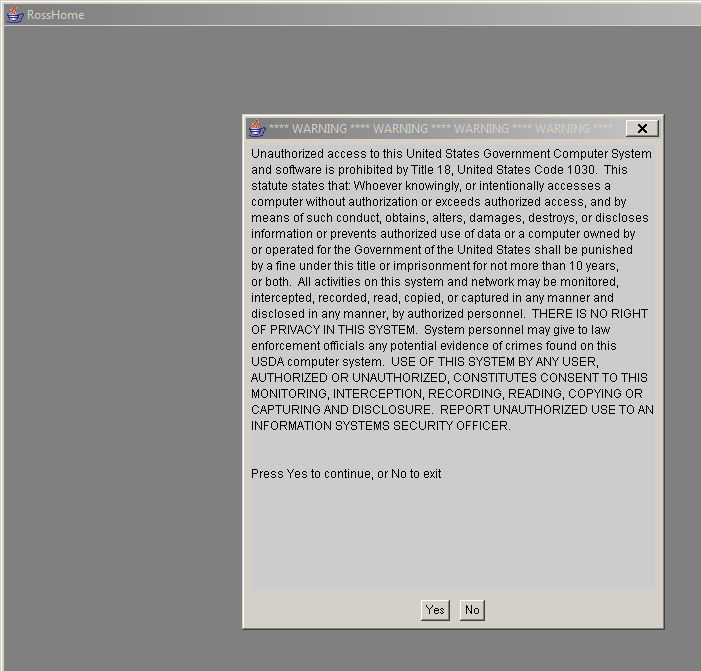 RossHome
**** WARNING **** WARNING **** WARNING **** WARNING ****
Unauthorized access to this United States Government Computer System
and software is prohibited by Title 18, United States Code 1030.  This
statute states that: Whoever knowingly, or intentionally accesses a
computer without authorization or exceeds authorized access, and by
means of such conduct, obtains, alters, damages, destroys, or discloses
information or prevents authorized use of data or a computer owned by
or operated for the Government of the United States shall be punished
by a fine under this title or imprisonment for not more than 10 years,
or both.  All activities on this system and network may be monitored,
intercepted, recorded, read, copied, or captured in any manner and
disclosed in any manner, by authorized personnel.  THERE IS NO RIGHT
OF PRIVACY IN THIS SYSTEM.  System personnel may give to law
enforcement officials any potential evidence of crimes found on this
USDA computer system.  USE OF THIS SYSTEM BY ANY USER,
AUTHORIZED OR UNAUTHORIZED, CONSTITUTES CONSENT TO THIS
MONITORING, INTERCEPTION, RECORDING, READING, COPYING OR
CAPTURING AND DISCLOSURE.  REPORT UNAUTHORIZED USE TO AN
INFORMATION SYSTEMS SECURITY OFFICER.
Press Yes to continue, or No to exit
Yes No